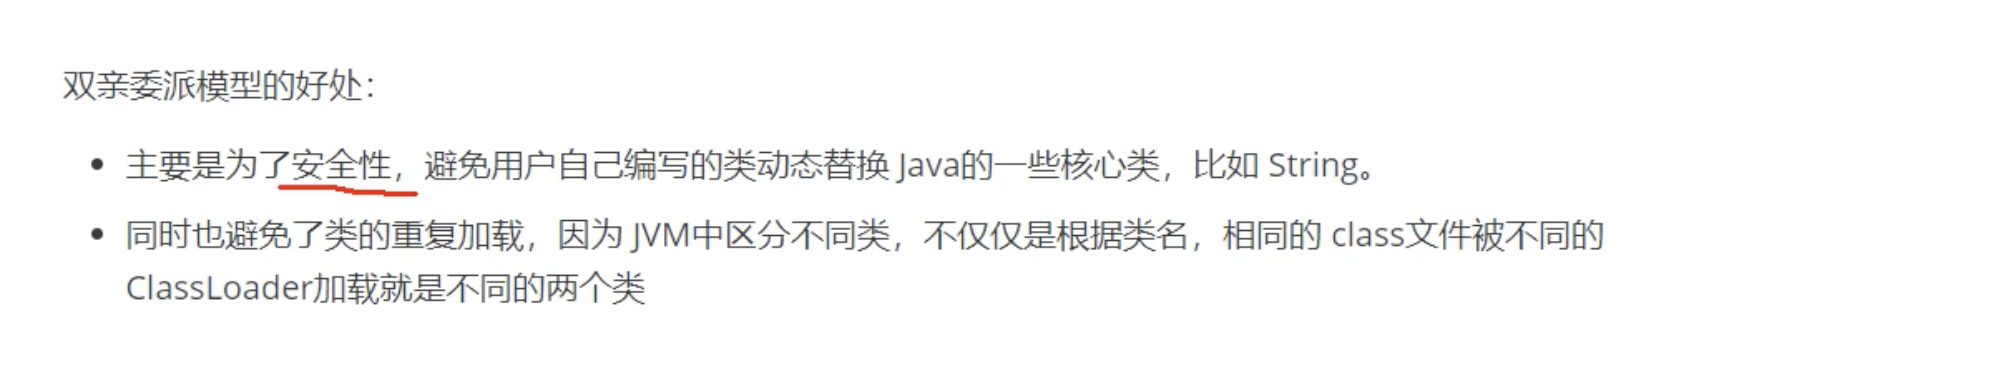 双亲委派模型的好处：
主要是为了安全性，避免用户自己编写的类动态替换 Java的一些核心类，比如 String。
同时也避免了类的重复加载，因为 JVM中区分不同类，不仅仅是根据类名，相同的 class文件被不同的
ClassLoader加载就是不同的两个类